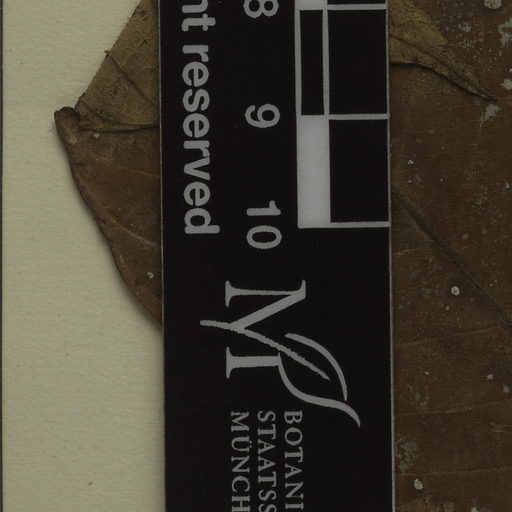 nt reserved
8
9
10
M
BOTANI
STAATSS
MÜNCH